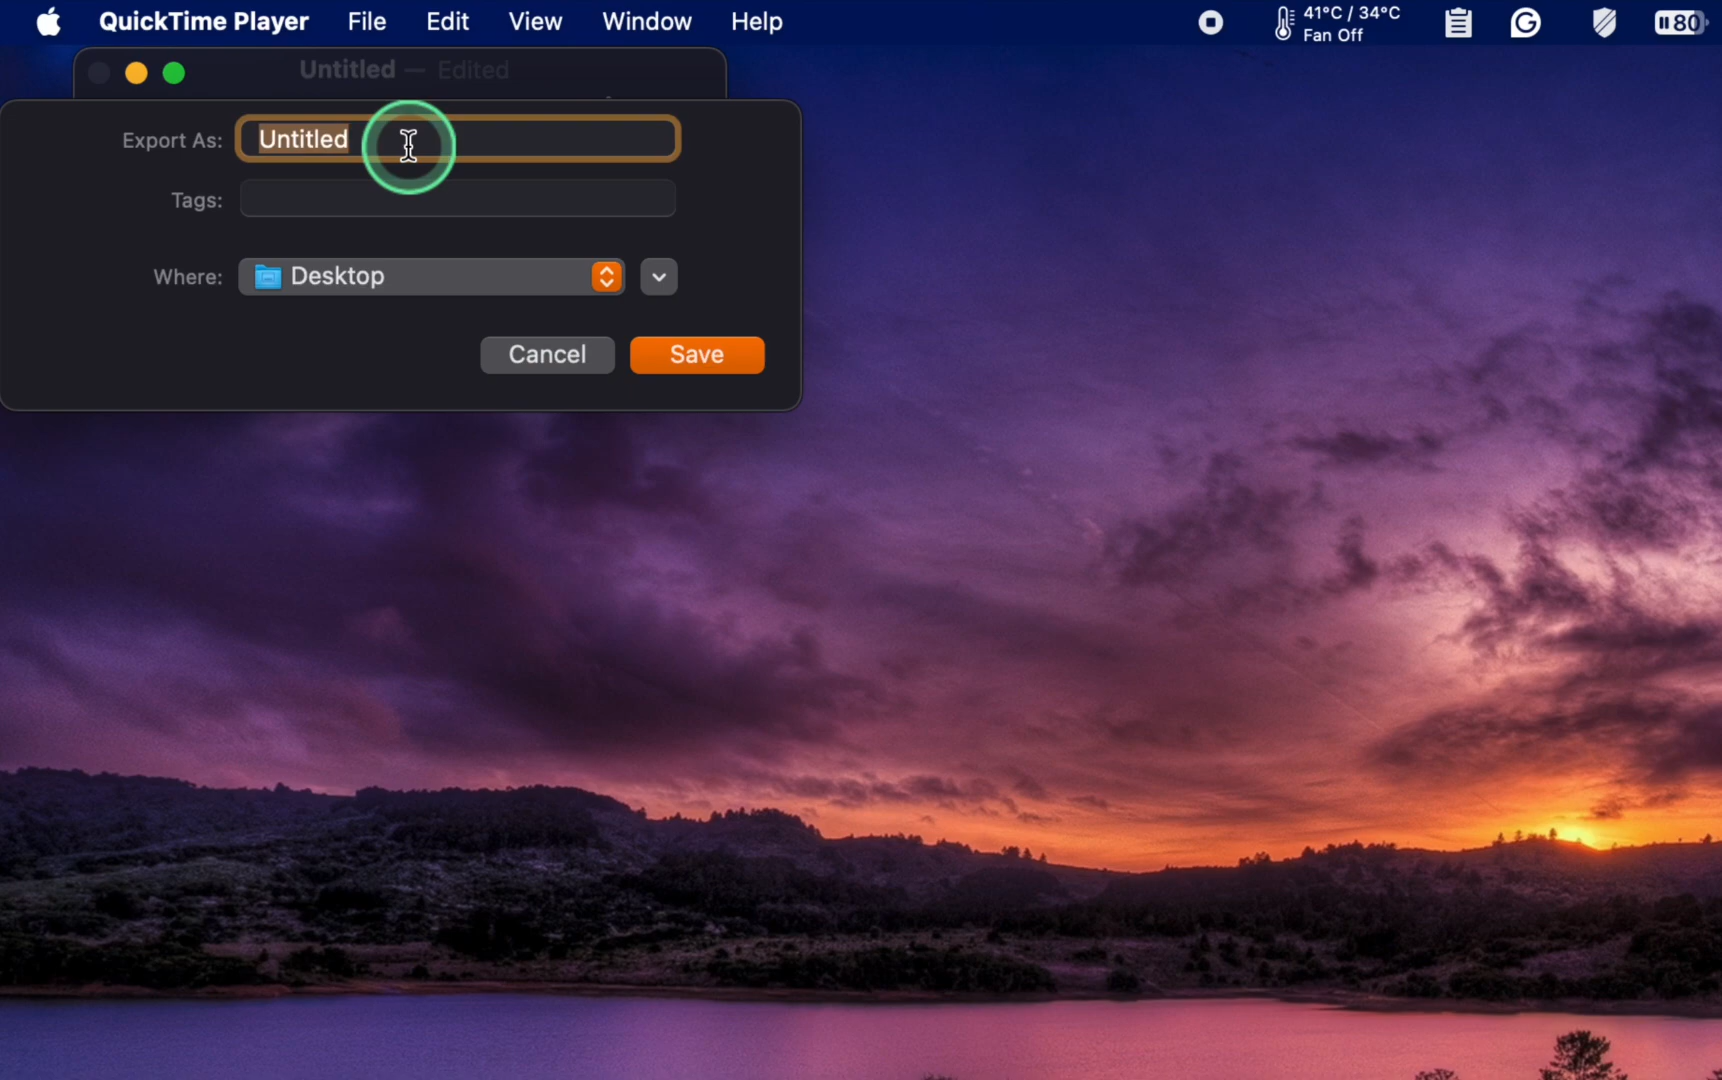 QuickTime Player File Edit View Window Help 41°C / 34°C
Fan Off
80
Untitled — Edited
Export As: Untitled
Tags:
Where: Desktop
Cancel Save